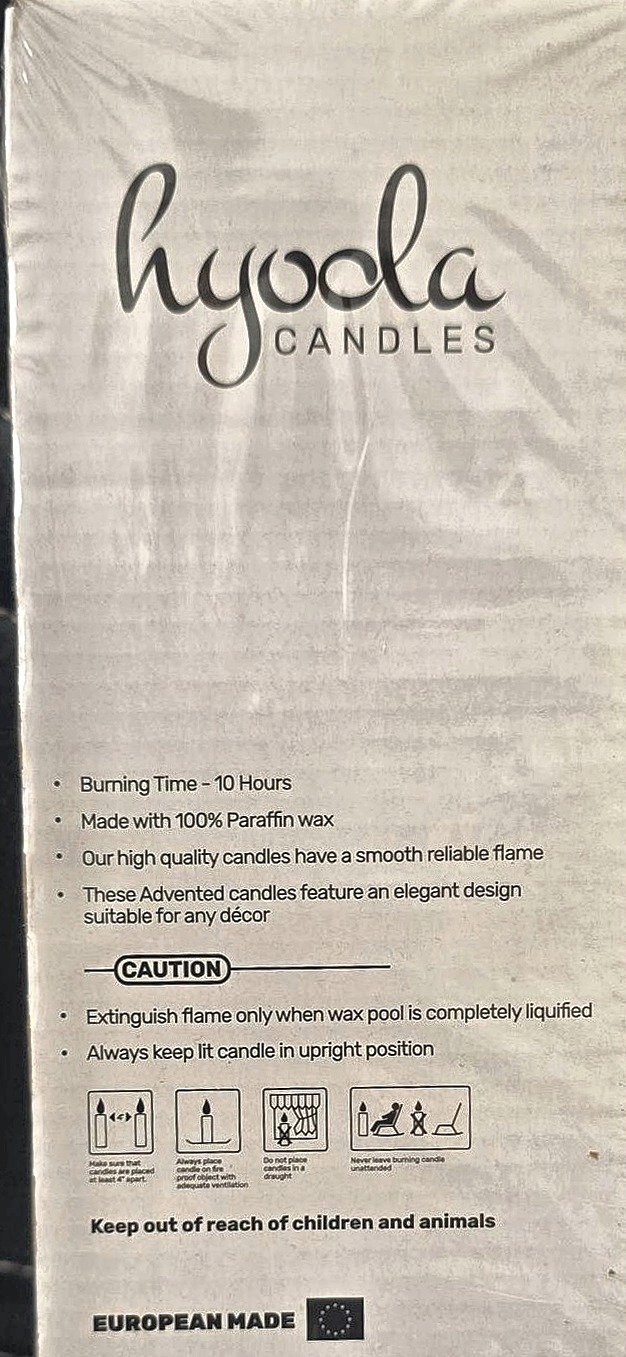 hyoola
CANDLES
• Burning Time - 10 Hours
• Made with 100% Paraffin wax
• Our high quality candles have a smooth reliable flame
• These Advented candles feature an elegant design
suitable for any décor
CAUTION
• Extinguish flame only when wax pool is completely liquified
• Always keep lit candle in upright position
Make sure that
candles are placed
at least 4" apart.
Always place
candle on fire
proof object with
adequate ventilation
Do not place
candles in a
draught
Never leave burning candle
unattended
Keep out of reach of children and animals
EUROPEAN MADE